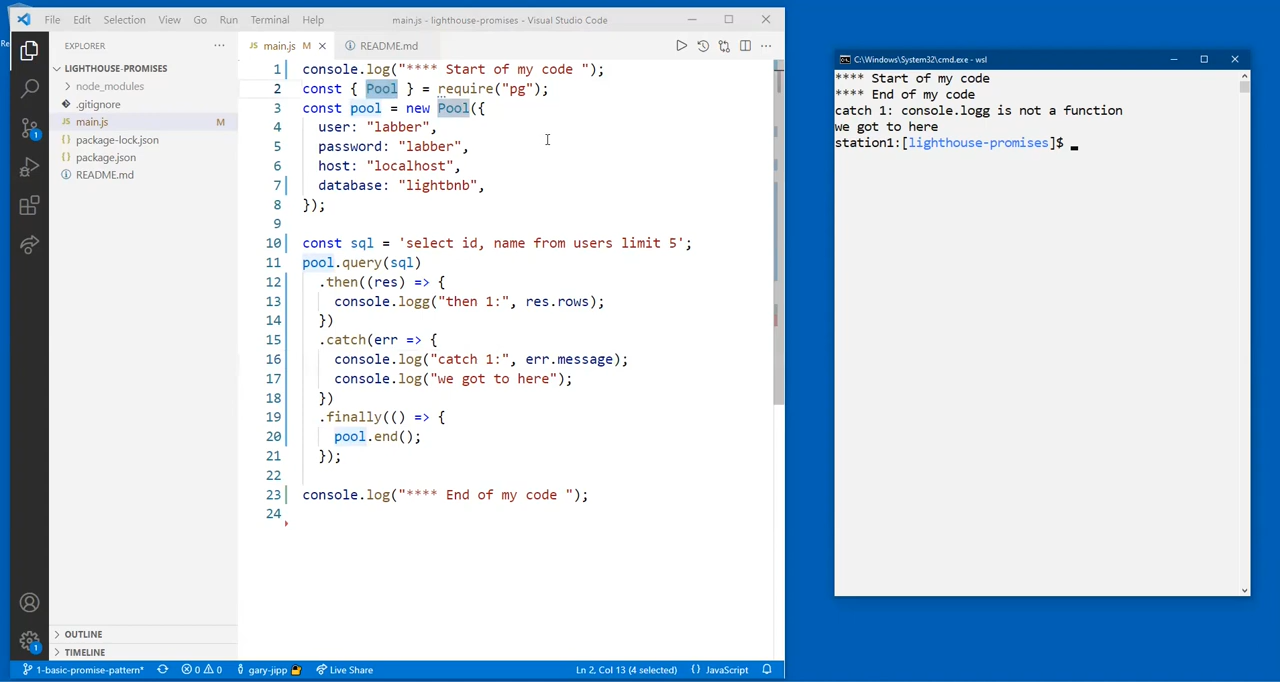 File Edit Selection View Go Run Terminal Help main.js - lighthouse-promises - Visual Studio Code
EXPLORER ···
LIGHTHOUSE-PROMISES
node_modules
.gitignore
JS main.js M
{} package-lock.json
{} package.json
README.md
OUTLINE
TIMELINE
JS main.js M
README.md
1 console.log("**** Start of my code ");
2 const { Pool } = require("pg");
3 const pool = new Pool({
4 user: "labber",
5 password: "labber",
6 host: "localhost",
7 database: "lightbnb",
8 });
9
10 const sql = 'select id, name from users limit 5';
11 pool.query(sql)
12 .then((res) => {
13 console.logg("then 1:", res.rows);
14 })
15 .catch(err => {
16 console.log("catch 1:", err.message);
17 console.log("we got to here");
18 })
19 .finally(() => {
20 pool.end();
21 });
22
23 console.log("**** End of my code ");
24
1
1
1-basic-promise-pattern* 0 0 gary-jipp Live Share Ln 2, Col 13 (4 selected) {} JavaScript
C:\Windows\System32\cmd.exe - wsl
**** Start of my code
**** End of my code
catch 1: console.logg is not a function
we got to here
station1:[lighthouse-promises]$